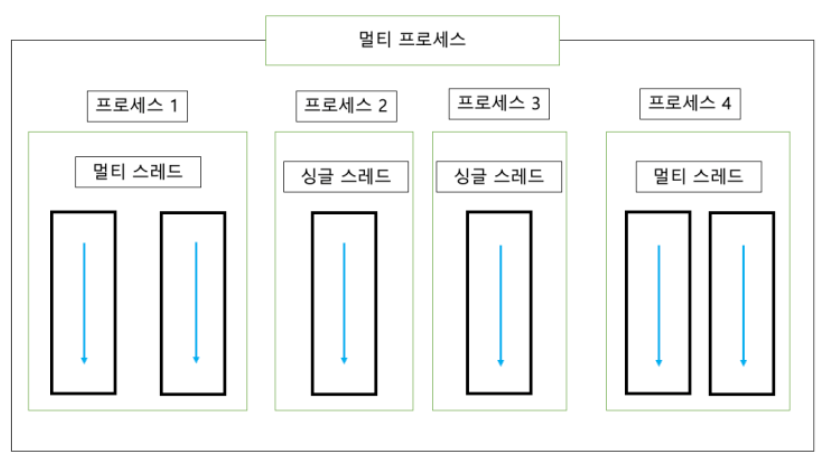 멀티 프로세스
프로세스 1
프로세스 2
프로세스 3
프로세스 4
멀티 스레드
싱글 스레드
싱글 스레드
멀티 스레드